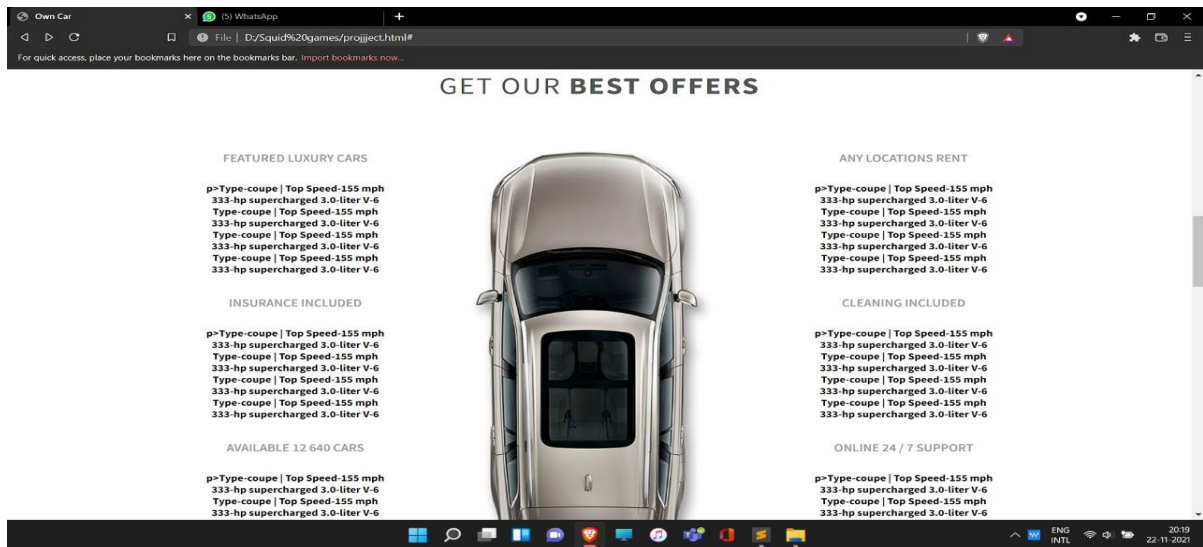 Own Car
(5) WhatsApp
File | D:/Squid%20games/projject.html#
For quick access, place your bookmarks here on the bookmarks bar. Import bookmarks now...
GET OUR BEST OFFERS
FEATURED LUXURY CARS
p>Type-coupe | Top Speed-155 mph
333-hp supercharged 3.0-liter V-6
Type-coupe | Top Speed-155 mph
333-hp supercharged 3.0-liter V-6
Type-coupe | Top Speed-155 mph
333-hp supercharged 3.0-liter V-6
Type-coupe | Top Speed-155 mph
333-hp supercharged 3.0-liter V-6
INSURANCE INCLUDED
p>Type-coupe | Top Speed-155 mph
333-hp supercharged 3.0-liter V-6
Type-coupe | Top Speed-155 mph
333-hp supercharged 3.0-liter V-6
Type-coupe | Top Speed-155 mph
333-hp supercharged 3.0-liter V-6
Type-coupe | Top Speed-155 mph
333-hp supercharged 3.0-liter V-6
AVAILABLE 12 640 CARS
p>Type-coupe | Top Speed-155 mph
333-hp supercharged 3.0-liter V-6
Type-coupe | Top Speed-155 mph
333-hp supercharged 3.0-liter V-6
ANY LOCATIONS RENT
p>Type-coupe | Top Speed-155 mph
333-hp supercharged 3.0-liter V-6
Type-coupe | Top Speed-155 mph
333-hp supercharged 3.0-liter V-6
Type-coupe | Top Speed-155 mph
333-hp supercharged 3.0-liter V-6
Type-coupe | Top Speed-155 mph
333-hp supercharged 3.0-liter V-6
CLEANING INCLUDED
p>Type-coupe | Top Speed-155 mph
333-hp supercharged 3.0-liter V-6
Type-coupe | Top Speed-155 mph
333-hp supercharged 3.0-liter V-6
Type-coupe | Top Speed-155 mph
333-hp supercharged 3.0-liter V-6
Type-coupe | Top Speed-155 mph
333-hp supercharged 3.0-liter V-6
ONLINE 24 / 7 SUPPORT
p>Type-coupe | Top Speed-155 mph
333-hp supercharged 3.0-liter V-6
Type-coupe | Top Speed-155 mph
333-hp supercharged 3.0-liter V-6
ENG
INTL
20:19
22-11-2021